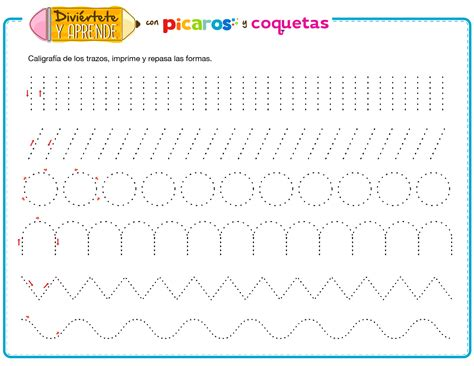 Diviértete
Y APRENDE con picaros y coquetas
Caligrafía de los trazos, imprime y repasa las formas.